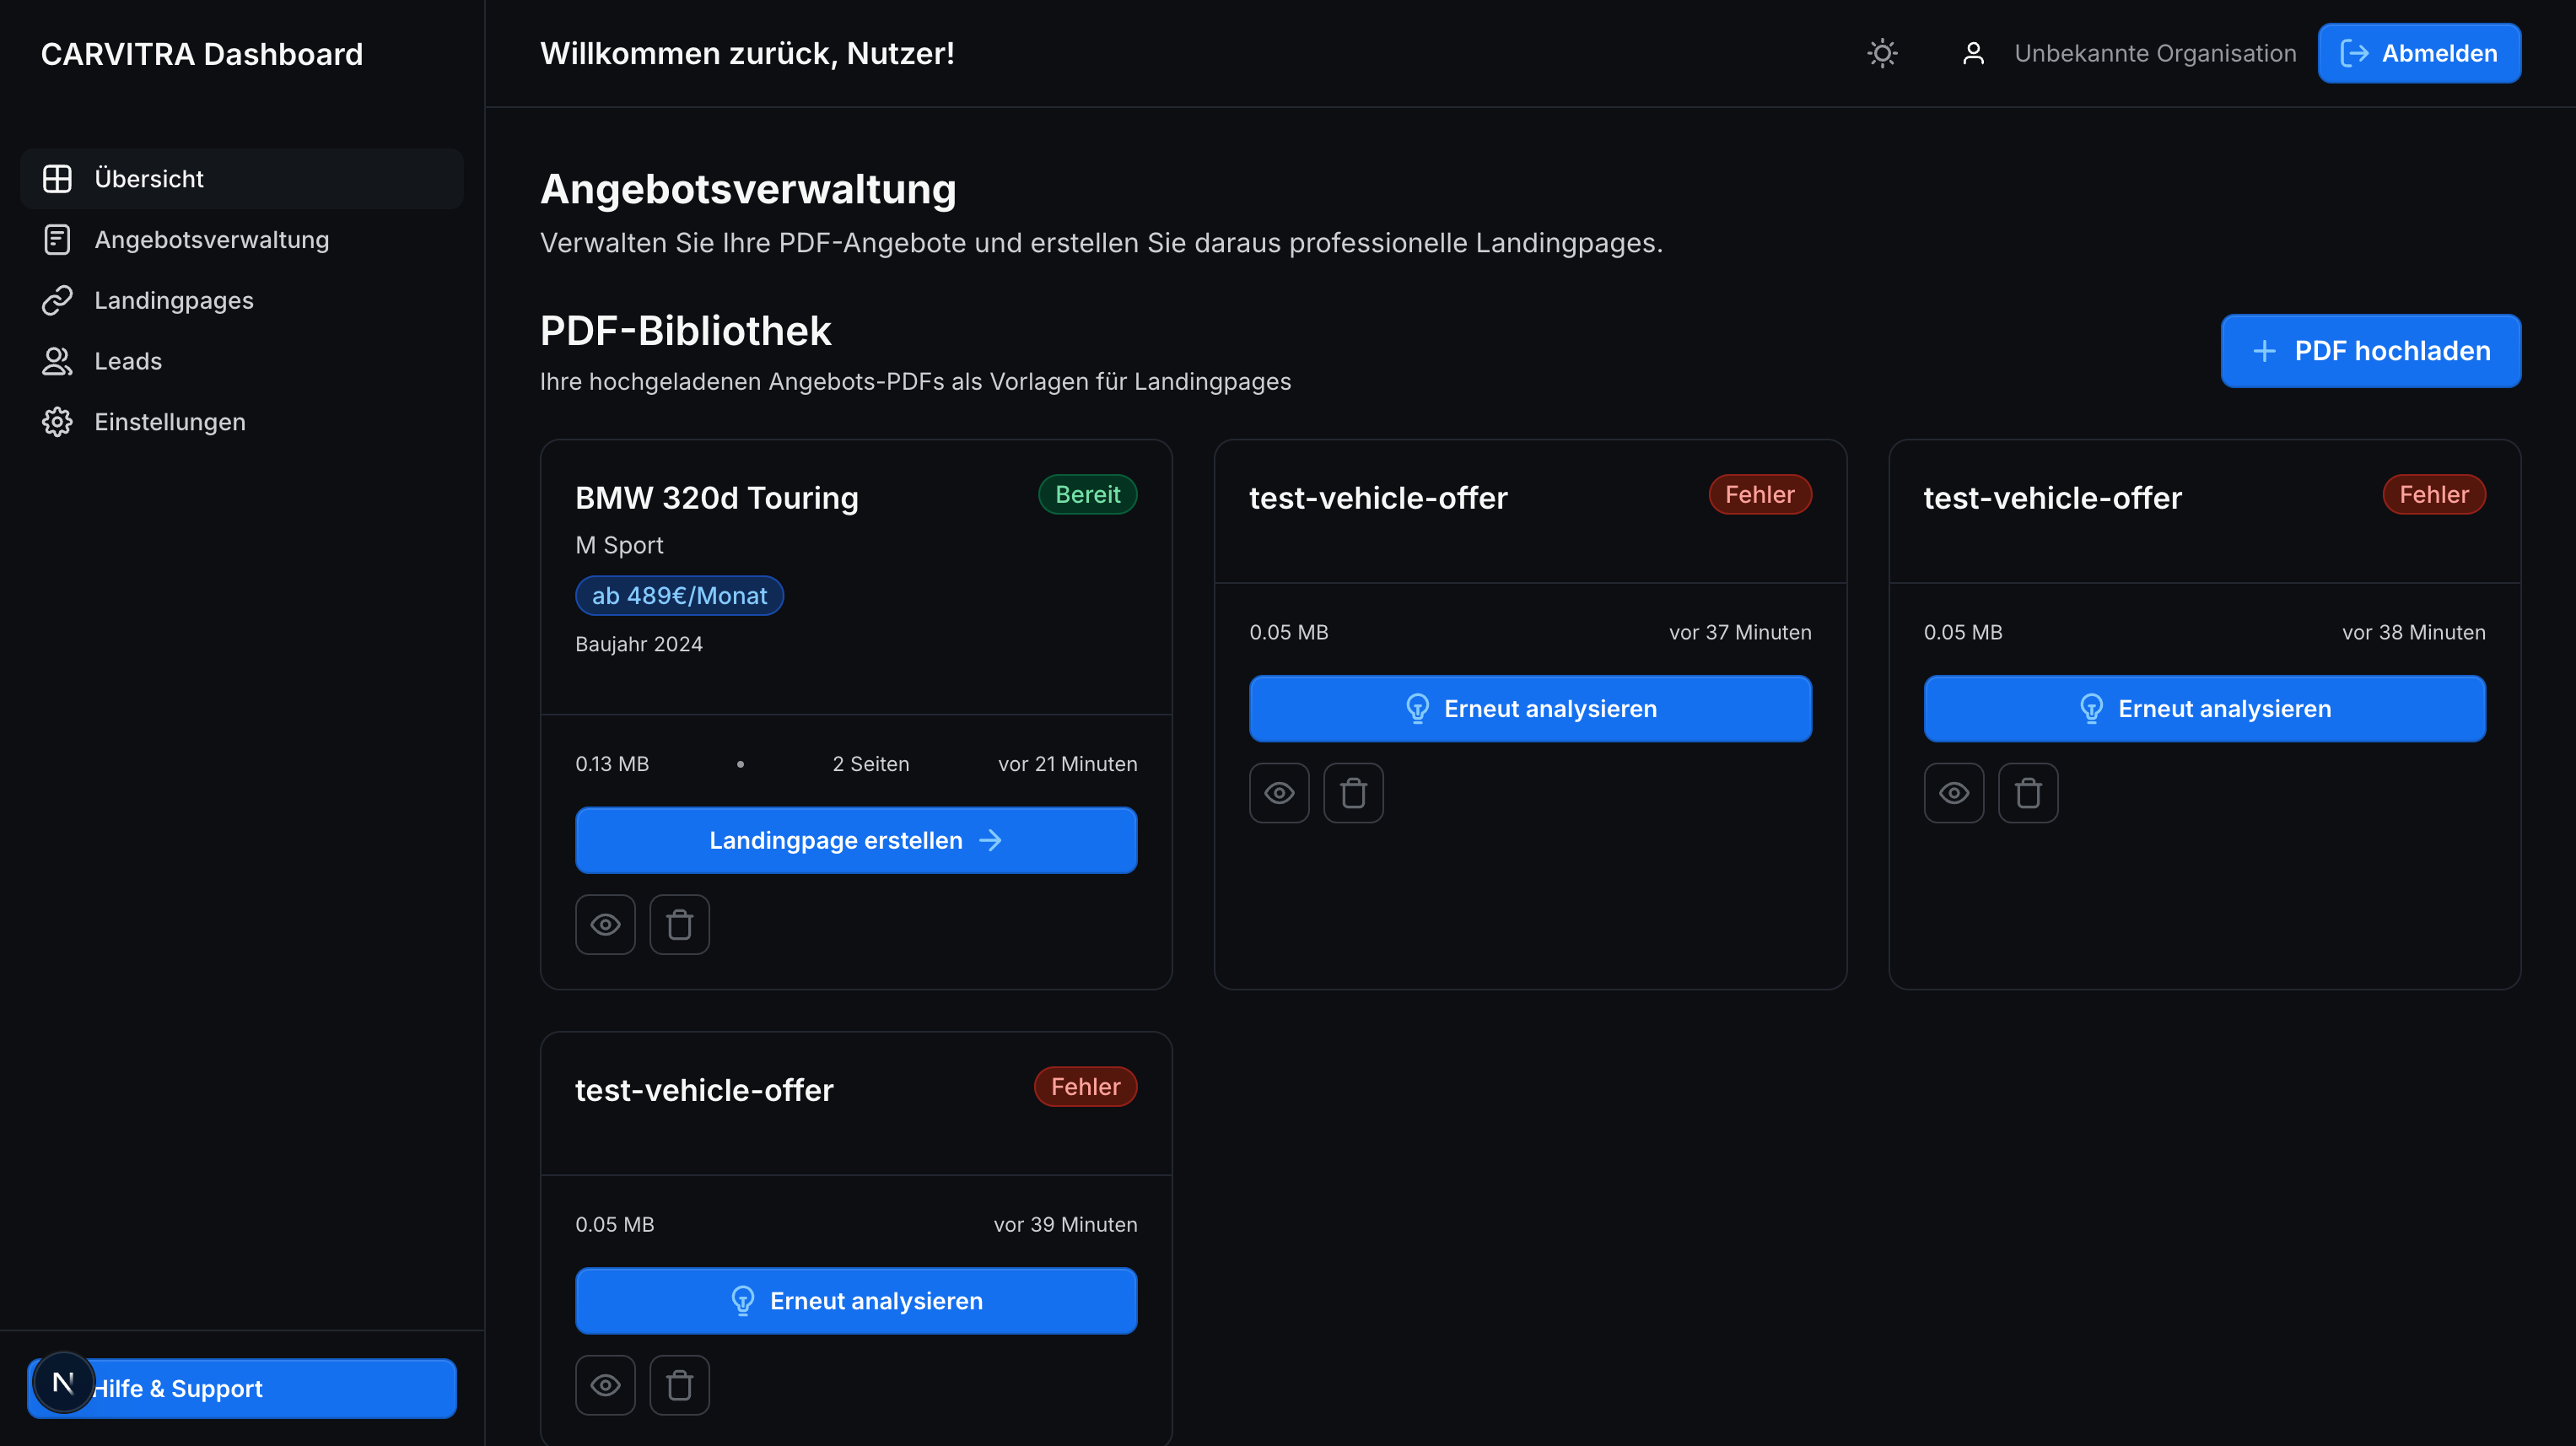 CARVITRA Dashboard
Übersicht
Angebotsverwaltung
Landingpages
Leads
Einstellungen
Hilfe & Support
Willkommen zurück, Nutzer!
Unbekannte Organisation
Abmelden
Angebotsverwaltung
Verwalten Sie Ihre PDF-Angebote und erstellen Sie daraus professionelle Landingpages.
PDF-Bibliothek
Ihre hochgeladenen Angebots-PDFs als Vorlagen für Landingpages
PDF hochladen
BMW 320d Touring
Bereit
M Sport
ab 489€/Monat
Baujahr 2024
0.13 MB • 2 Seiten vor 21 Minuten
Landingpage erstellen
test-vehicle-offer
Fehler
0.05 MB vor 37 Minuten
Erneut analysieren
test-vehicle-offer
Fehler
0.05 MB vor 38 Minuten
Erneut analysieren
test-vehicle-offer
Fehler
0.05 MB vor 39 Minuten
Erneut analysieren